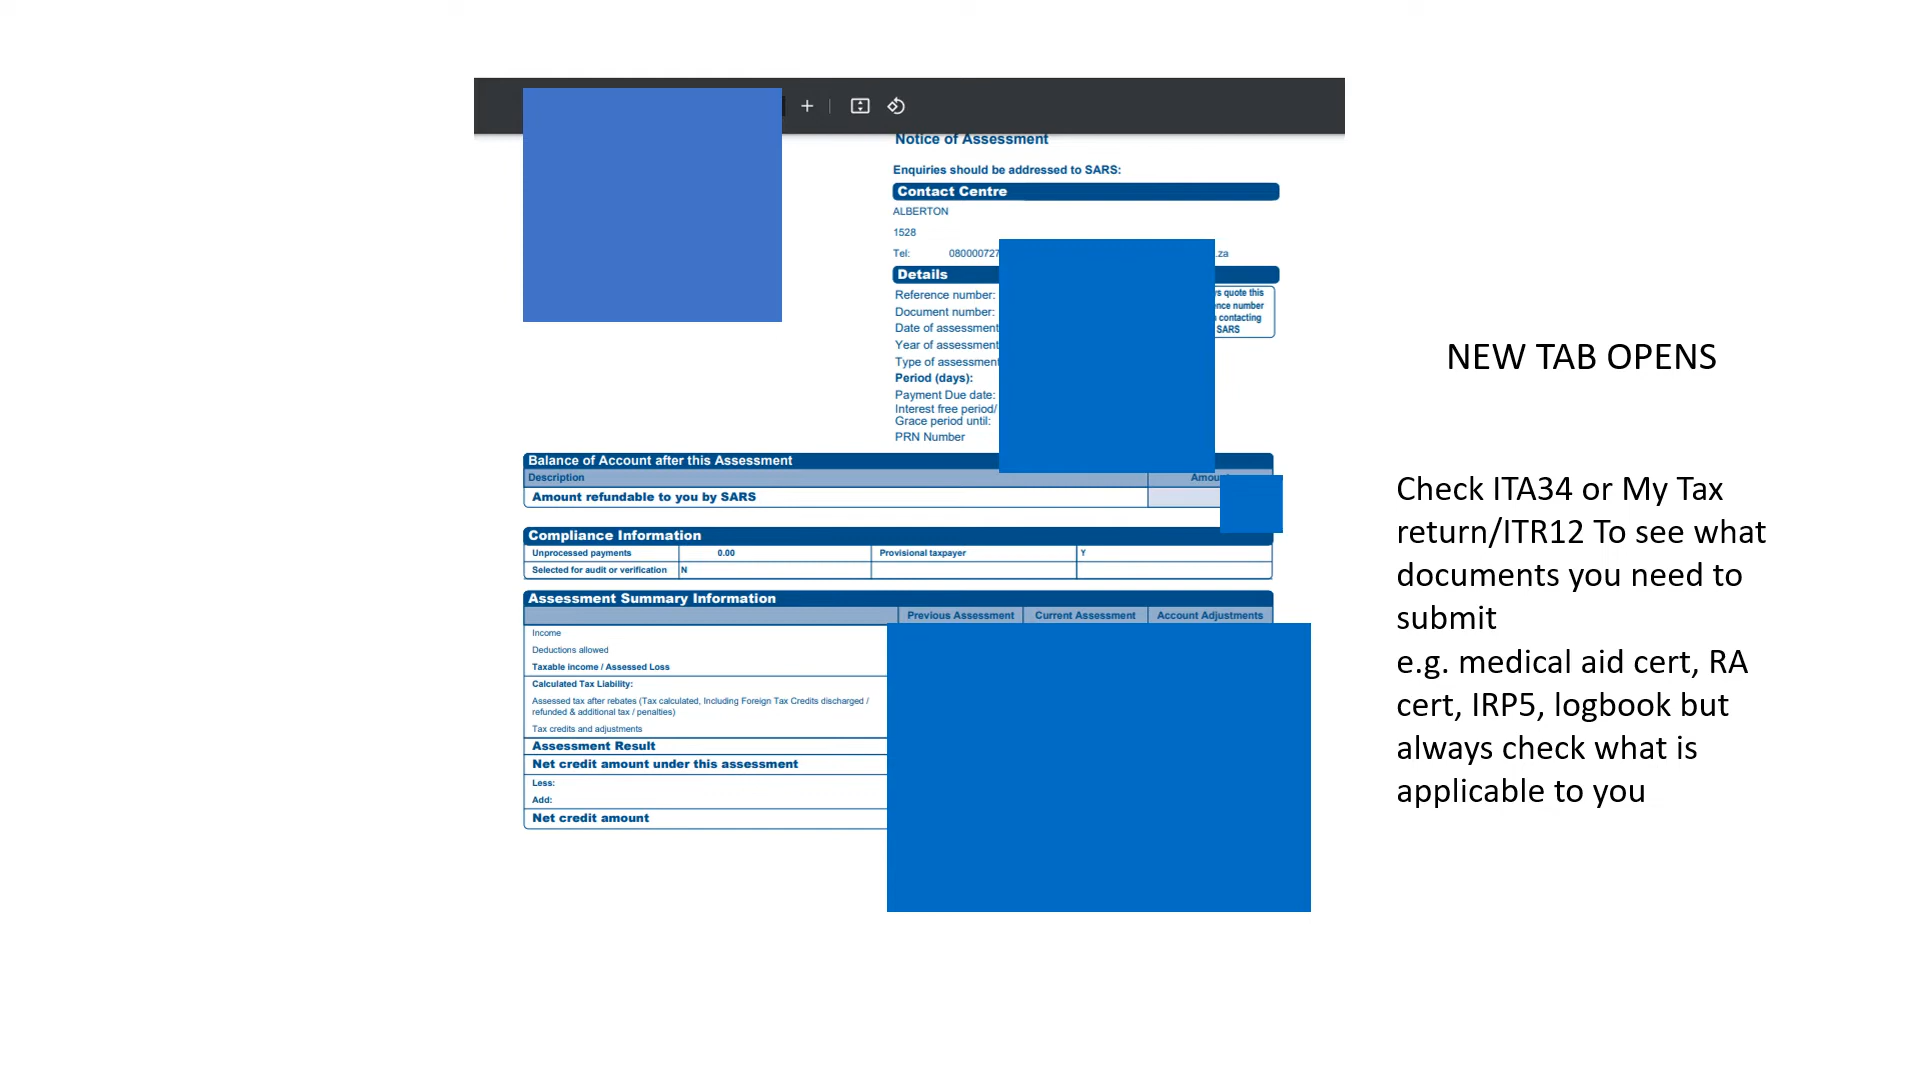 Notice of Assessment
Enquiries should be addressed to SARS:
Contact Centre
ALBERTON
1528
Tel: 080000727 .za
Details
Reference number:
quote this
Document number:
number
contacting
Date of assessment
SARS
Year of assessment
Type of assessment
Period (days):
Payment Due date:
Interest free period/
Grace period until:
PRN Number
Balance of Account after this Assessment
Description
Amount refundable to you by SARS
Compliance Information
Unprocessed payments 0.00 Provisional taxpayer Y
Selected for audit or verification N
Assessment Summary Information
Previous Assessment Current Assessment Account Adjustments
Income
Deductions allowed
Taxable income / Assessed Loss
Calculated Tax Liability:
Assessed tax after rebates (Tax calculated, Including Foreign Tax Credits discharged /
refunded & additional tax / penalties)
Tax credits and adjustments
Assessment Result
Net credit amount under this assessment
Less:
Add:
Net credit amount
NEW TAB OPENS
Check ITA34 or My Tax
return/ITR12 To see what
documents you need to
submit
e.g. medical aid cert, RA
cert, IRP5, logbook but
always check what is
applicable to you